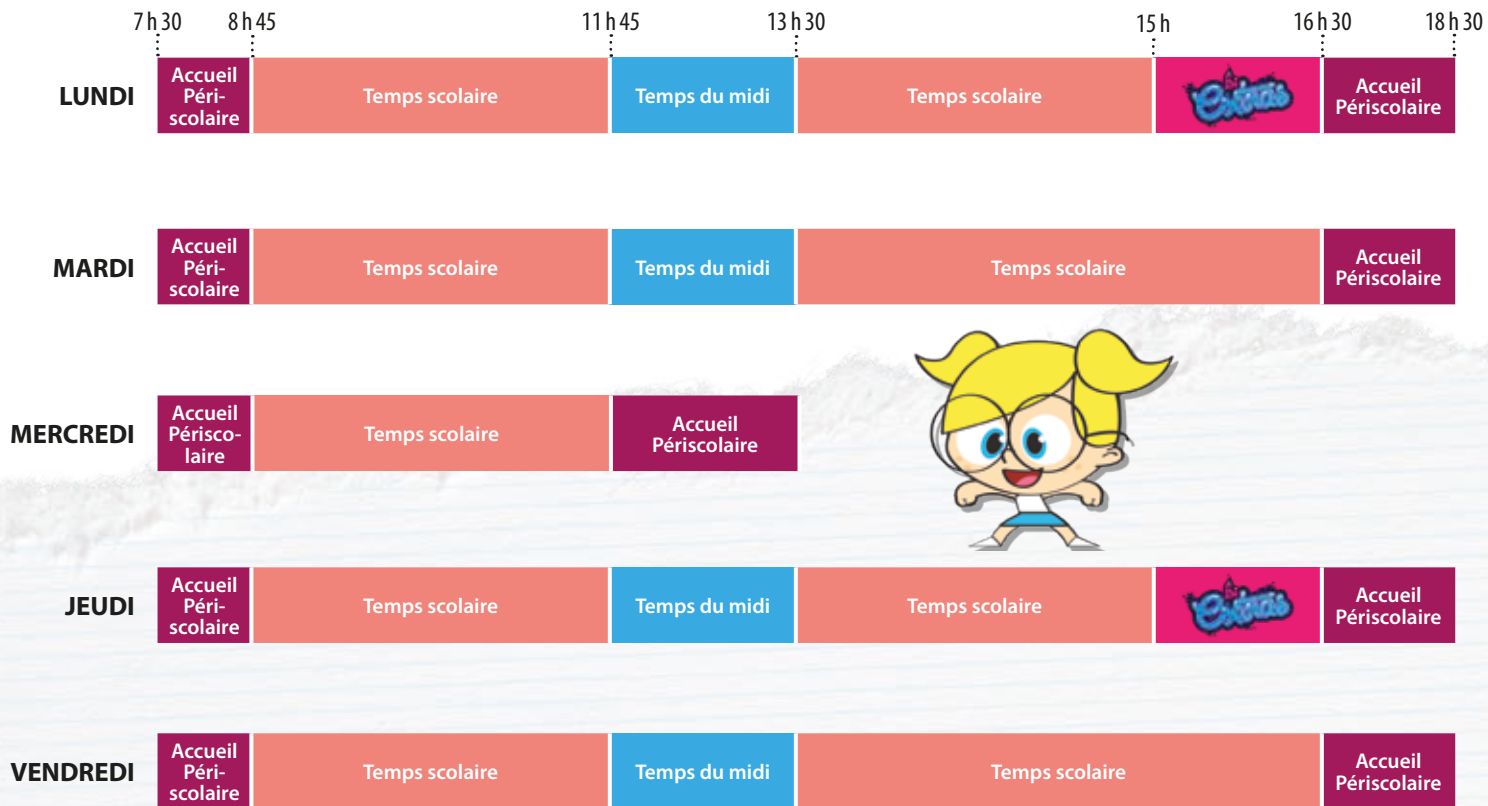 7 h 30 8 h 45 11 h 45 13 h 30 15 h 16 h 30 18 h 30
LUNDI
Accueil
Péri-
scolaire
Temps scolaire
Temps du midi
Temps scolaire
Extras
Accueil
Périscolaire
MARDI
Accueil
Péri-
scolaire
Temps scolaire
Temps du midi
Temps scolaire
Accueil
Périscolaire
MERCREDI
Accueil
Périsco-
laire
Temps scolaire
Accueil
Périscolaire
JEUDI
Accueil
Péri-
scolaire
Temps scolaire
Temps du midi
Temps scolaire
Extras
Accueil
Périscolaire
VENDREDI
Accueil
Péri-
scolaire
Temps scolaire
Temps du midi
Temps scolaire
Accueil
Périscolaire